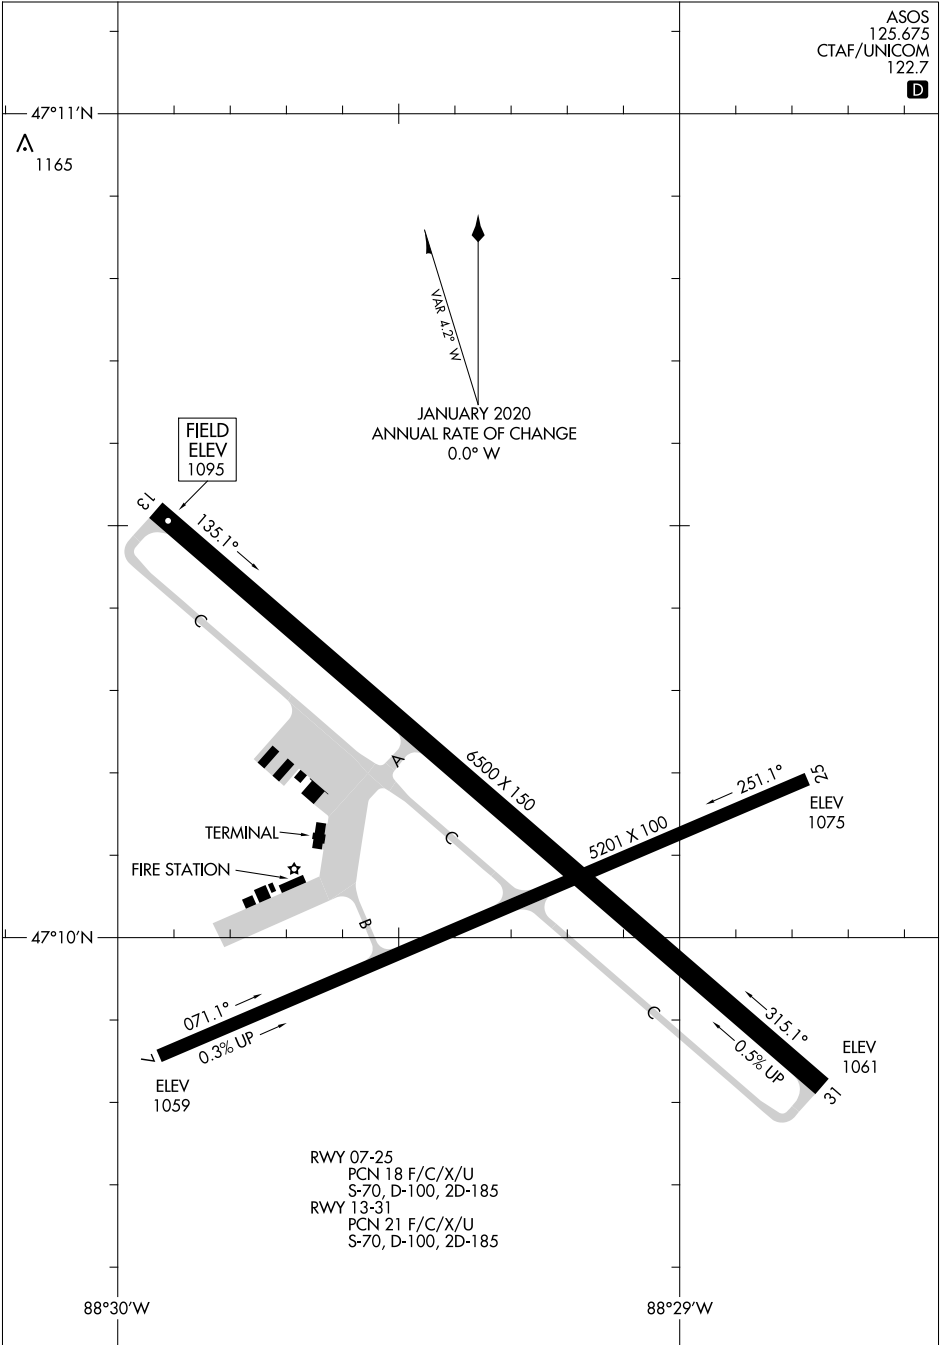 ASOS
125.675
CTAF/UNICOM
122.7
D
47°11'N
1165
VAR 4.2° W
JANUARY 2020
ANNUAL RATE OF CHANGE
0.0° W
FIELD
ELEV
1095
13
135.1°
C
A
6500 X 150
251.1°
25
ELEV
1075
TERMINAL
C
5201 X 100
FIRE STATION
B
47°10'N
C
071.1°
0.3% UP
7
ELEV
1059
315.1°
0.5% UP
ELEV
1061
31
RWY 07-25
PCN 18 F/C/X/U
S-70, D-100, 2D-185
RWY 13-31
PCN 21 F/C/X/U
S-70, D-100, 2D-185
88°30'W
88°29'W